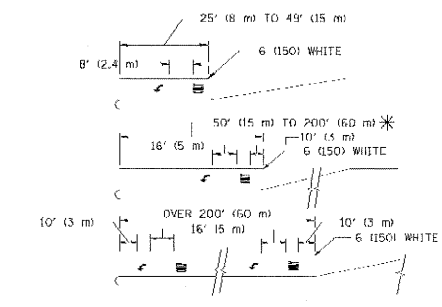 25' (8 m) TO 49' (15 m)
6 (150) WHITE
8' (2.4 m)
50' (15 m) TO 200' (60 m) *
10' (3 m)
16' (5 m)
6 (150) WHITE
OVER 200' (60 m)
10' (3 m)
10' (3 m)
16' (5 m)
6 (150) WHITE